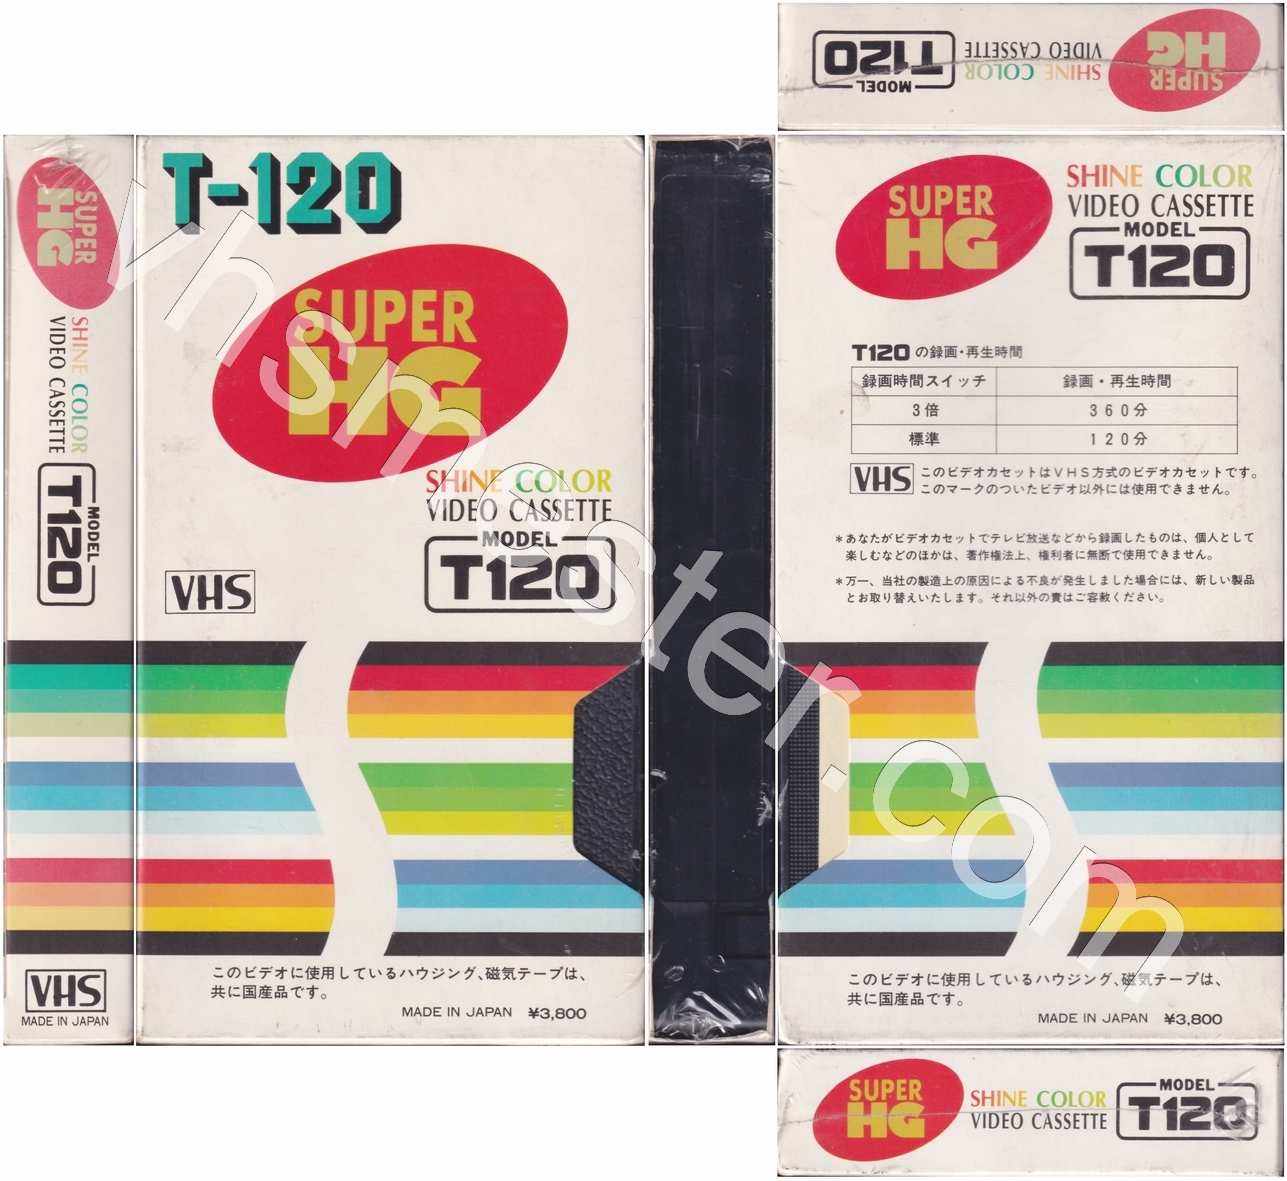 SUPER
HG
SHINE COLOR
VIDEO CASSETTE
MODEL
T120
SUPER
HG
SHINE COLOR
VIDEO CASSETTE
MODEL
T120
VHS
MADE IN JAPAN
T-120
SUPER
HG
SHINE COLOR
VIDEO CASSETTE
MODEL
T120
VHS
このビデオに使用しているハウジング、磁気テープは、
共に国産品です。
MADE IN JAPAN ¥3,800
SUPER
HG
SHINE COLOR
VIDEO CASSETTE
MODEL
T120
T120 の録画・再生時間
録画時間スイッチ 録画・再生時間
3倍 360分
標準 120分
VHS このビデオカセットはVHS方式のビデオカセットです。
このマークのついたビデオ以外には使用できません。
*あなたがビデオカセットでテレビ放送などから録画したものは、個人として
楽しむなどのほかは、著作権法上、権利者に無断で使用できません。
*万一、当社の製造上の原因による不良が発生しました場合には、新しい製品
とお取り替えいたします。それ以外の責はご容赦ください。
このビデオに使用しているハウジング、磁気テープは、
共に国産品です。
MADE IN JAPAN ¥3,800
SUPER
HG
SHINE COLOR
VIDEO CASSETTE
MODEL
T120
vhsmester.com